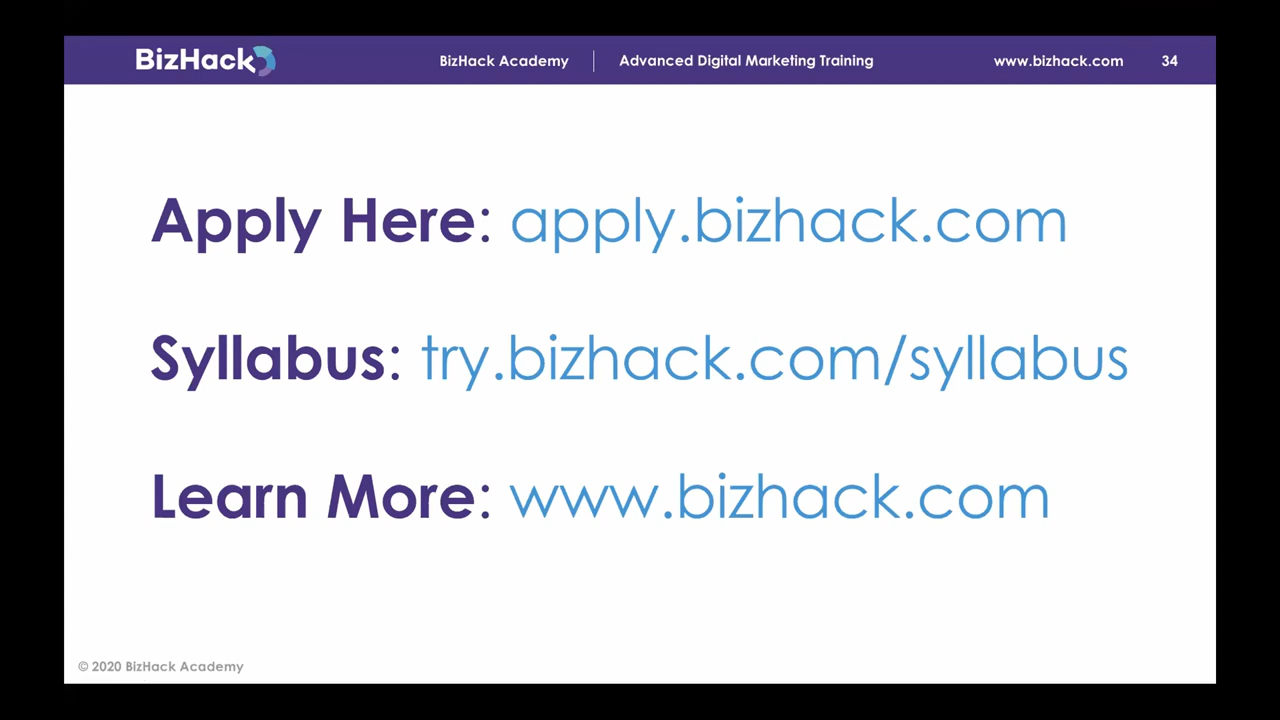 BizHack BizHack Academy Advanced Digital Marketing Training www.bizhack.com 34
Apply Here: apply.bizhack.com
Syllabus: try.bizhack.com/syllabus
Learn More: www.bizhack.com
© 2020 BizHack Academy